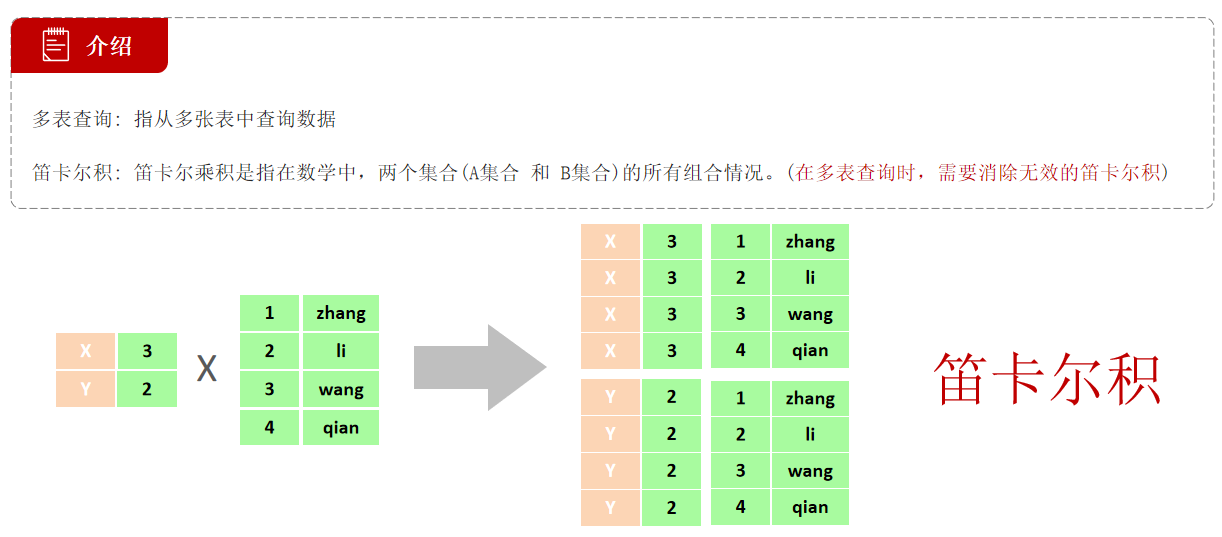 介绍
多表查询: 指从多张表中查询数据
笛卡尔积: 笛卡尔乘积是指在数学中，两个集合(A集合 和 B集合)的所有组合情况。(在多表查询时，需要消除无效的笛卡尔积)
X 3
Y 2
X
1 zhang
2 li
3 wang
4 qian
X 3 1 zhang
X 3 2 li
X 3 3 wang
X 3 4 qian
Y 2 1 zhang
Y 2 2 li
Y 2 3 wang
Y 2 4 qian
笛卡尔积